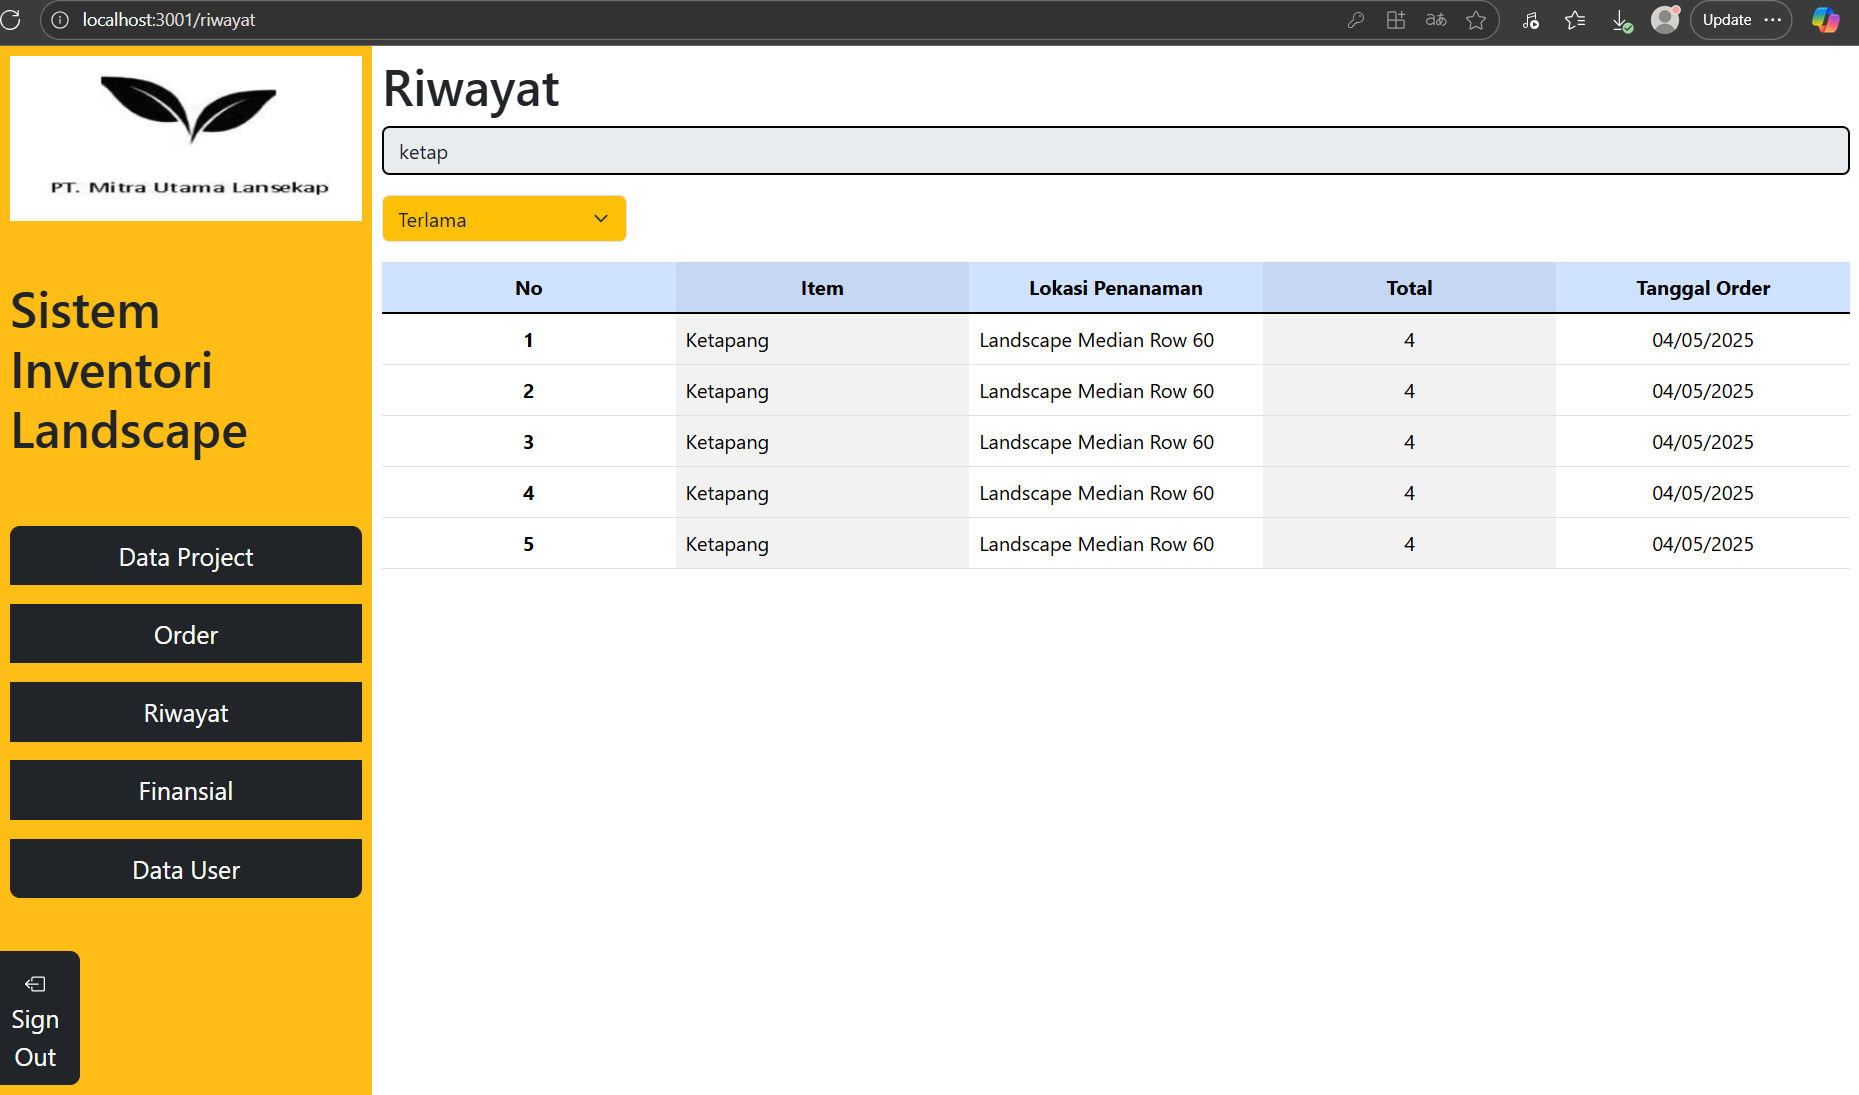 localhost:3001/riwayat
Update
PT. Mitra Utama Lansekap
Sistem
Inventori
Landscape
Data Project
Order
Riwayat
Finansial
Data User
Sign
Out
Riwayat
ketap
Terlama
No Item Lokasi Penanaman Total Tanggal Order
1 Ketapang Landscape Median Row 60 4 04/05/2025
2 Ketapang Landscape Median Row 60 4 04/05/2025
3 Ketapang Landscape Median Row 60 4 04/05/2025
4 Ketapang Landscape Median Row 60 4 04/05/2025
5 Ketapang Landscape Median Row 60 4 04/05/2025